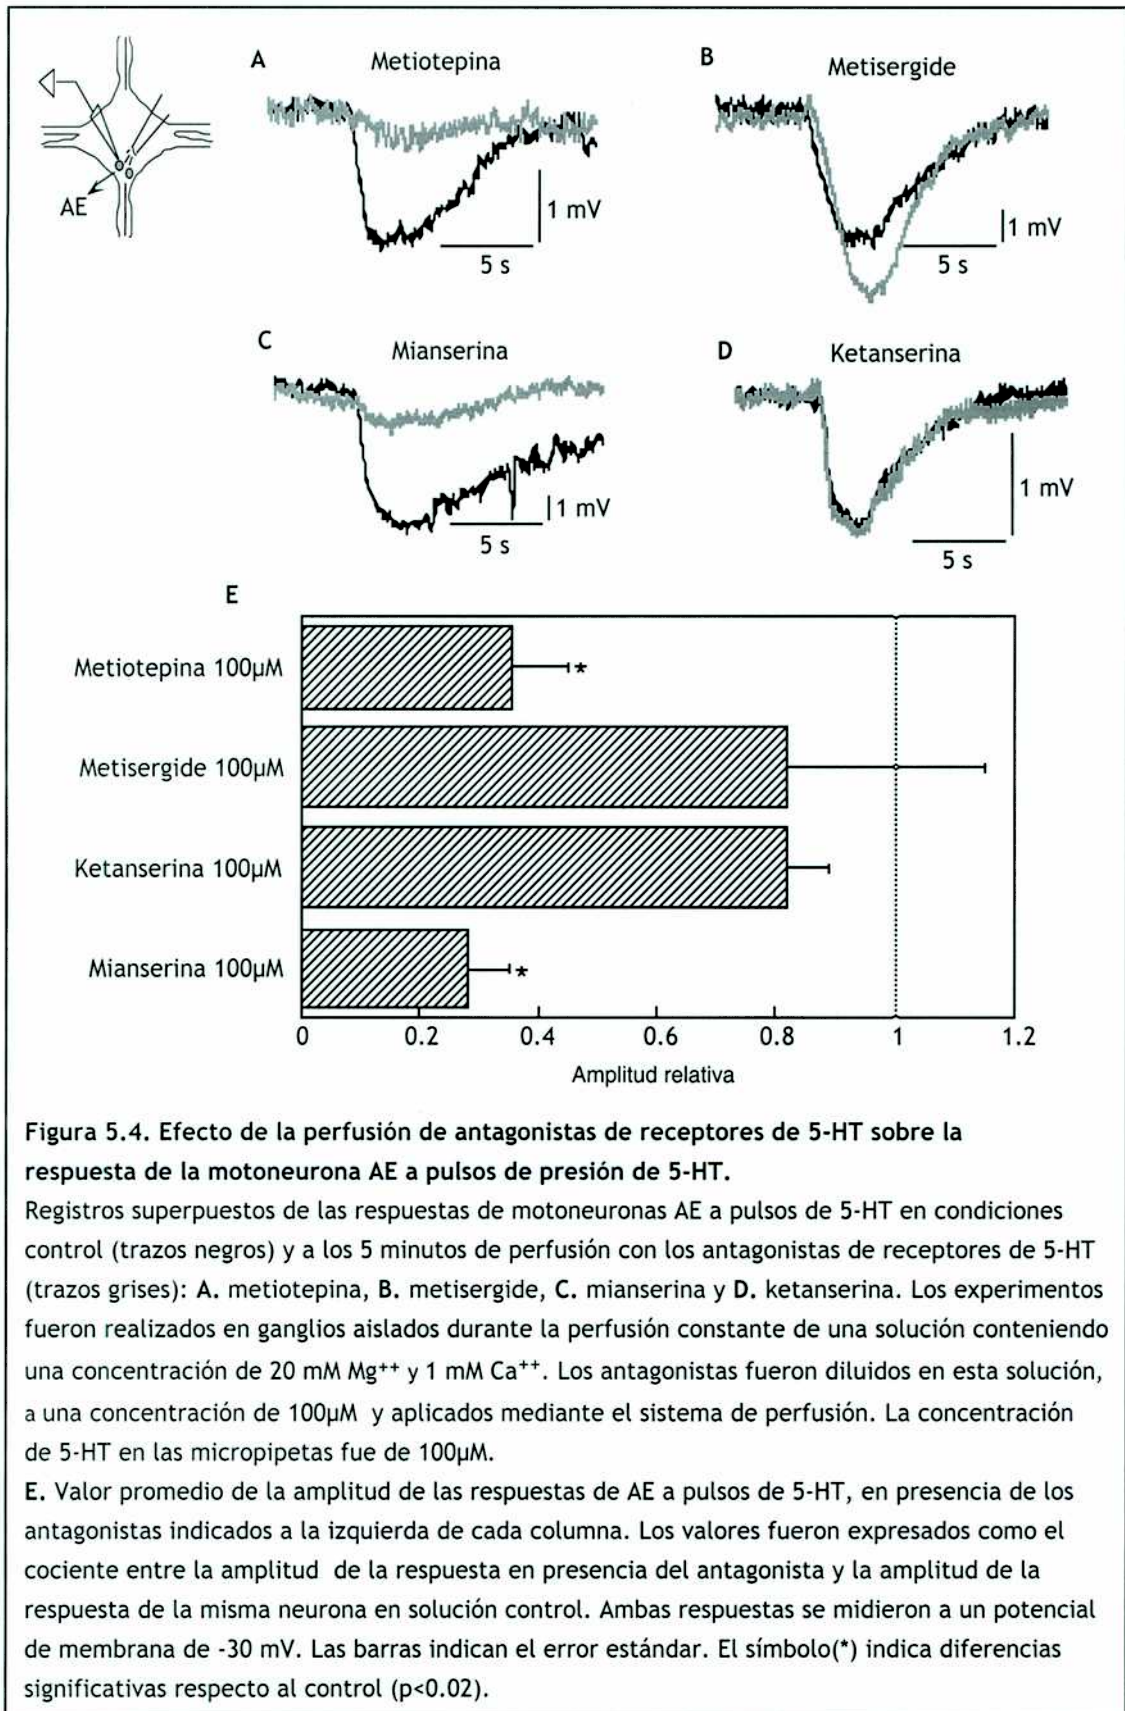 A
Metiotepina
B
Metisergide
AE
1 mV
5 s
1 mV
5 s
C
Mianserina
D
Ketanserina
1 mV
5 s
1 mV
5 s
E
Metiotepina 100µM
*
Metisergide 100µM
Ketanserina 100µM
Mianserina 100µM
*
0 0.2 0.4 0.6 0.8 1 1.2
Amplitud relativa
Figura 5.4. Efecto de la perfusión de antagonistas de receptores de 5-HT sobre la
respuesta de la motoneurona AE a pulsos de presión de 5-HT.
Registros superpuestos de las respuestas de motoneuronas AE a pulsos de 5-HT en condiciones
control (trazos negros) y a los 5 minutos de perfusión con los antagonistas de receptores de 5-HT
(trazos grises): A. metiotepina, B. metisergide, C. mianserina y D. ketanserina. Los experimentos
fueron realizados en ganglios aislados durante la perfusión constante de una solución conteniendo
una concentración de 20 mM Mg++ y 1 mM Ca++. Los antagonistas fueron diluidos en esta solución,
a una concentración de 100µM y aplicados mediante el sistema de perfusión. La concentración
de 5-HT en las micropipetas fue de 100µM.
E. Valor promedio de la amplitud de las respuestas de AE a pulsos de 5-HT, en presencia de los
antagonistas indicados a la izquierda de cada columna. Los valores fueron expresados como el
cociente entre la amplitud de la respuesta en presencia del antagonista y la amplitud de la
respuesta de la misma neurona en solución control. Ambas respuestas se midieron a un potencial
de membrana de -30 mV. Las barras indican el error estándar. El símbolo(*) indica diferencias
significativas respecto al control (p<0.02).